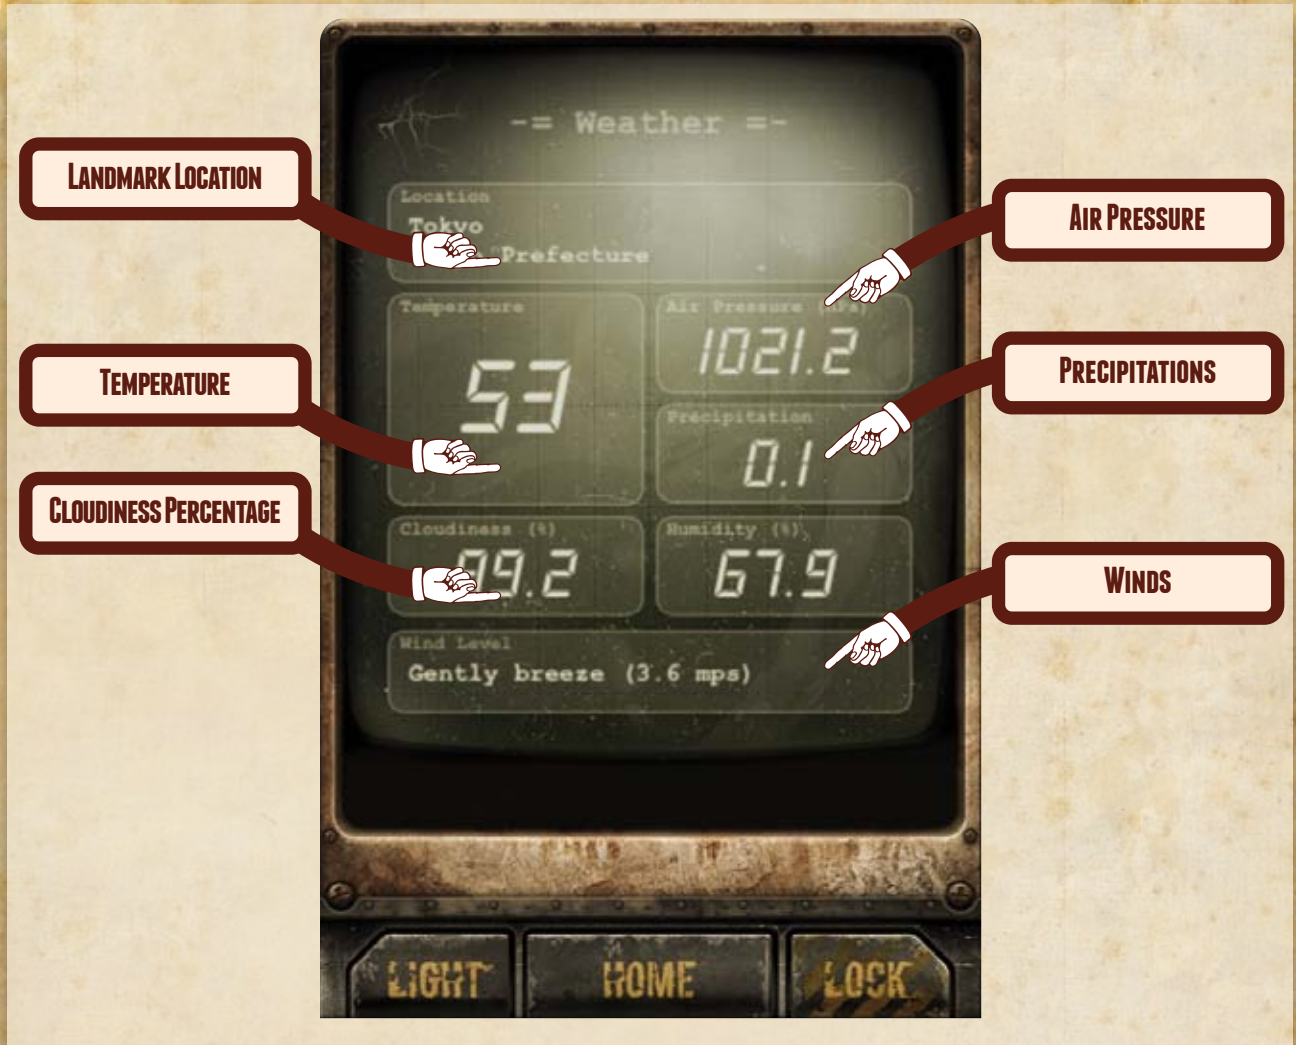 -= Weather =-
LANDMARK LOCATION
Location
Tokyo
Prefecture
AIR PRESSURE
Temperature
53
Air Pressure
1021.2
TEMPERATURE
PRECIPITATIONS
Precipitation
0.1
CLOUDINESS PERCENTAGE
Cloudiness (%)
99.2
Humidity (%)
67.9
WINDS
Wind Level
Gently breeze (3.6 mps)
LIGHT
HOME
LOCK